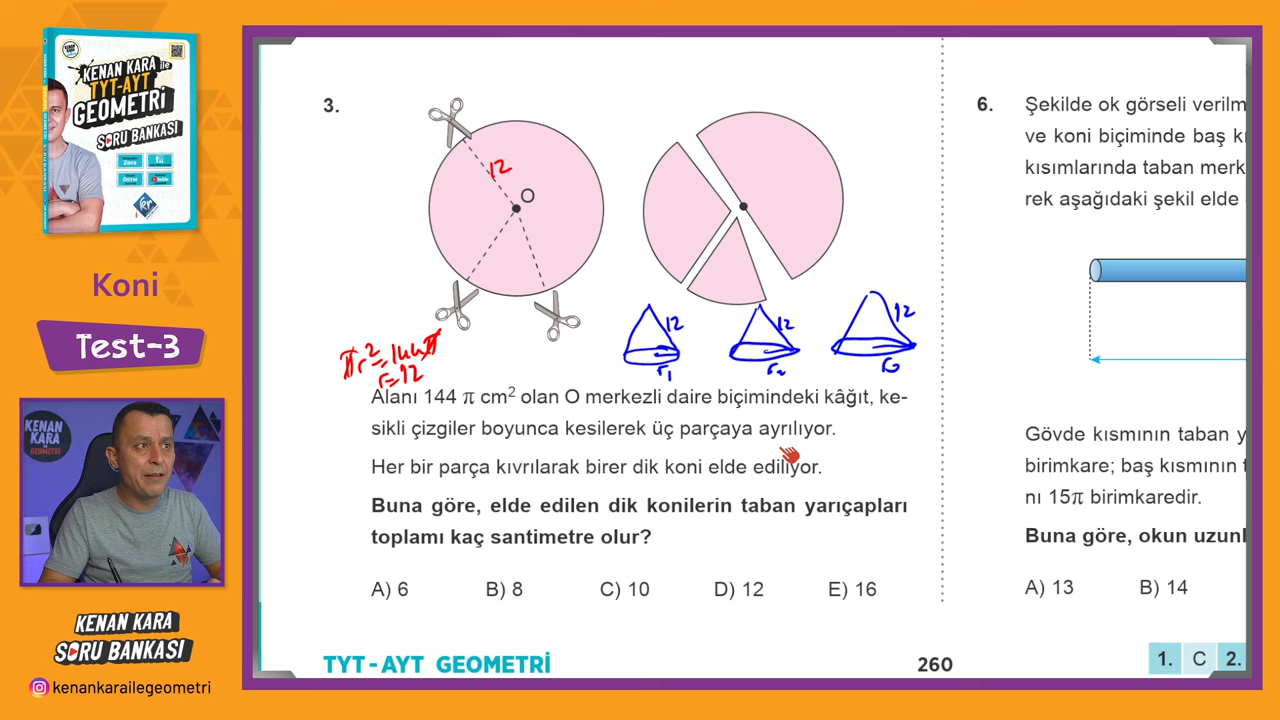 KENAN KARA ile
TYT-AYT
GEOMETRİ
SORU BANKASI
kr
Koni
Test-3
KENAN
KARA
GEOMETRİ
KENAN KARA
SORU BANKASI
kenankarailegeometri
3.
12
O
πr²=144π
r=12
12
r₁
12
r₂
12
Alanı 144 π cm² olan O merkezli daire biçimindeki kâğıt, ke-
sikli çizgiler boyunca kesilerek üç parçaya ayrılıyor.
Her bir parça kıvrılarak birer dik koni elde ediliyor.
Buna göre, elde edilen dik konilerin taban yarıçapları
toplamı kaç santimetre olur?
A) 6 B) 8 C) 10 D) 12 E) 16
TYT - AYT GEOMETRİ
260
6. Şekilde ok görseli verilm
ve koni biçiminde baş kı
kısımlarında taban merk
rek aşağıdaki şekil elde
Gövde kısmının taban y
birimkare; baş kısmının t
nı 15π birimkaredir.
Buna göre, okun uzunl
A) 13 B) 14
1. C 2.